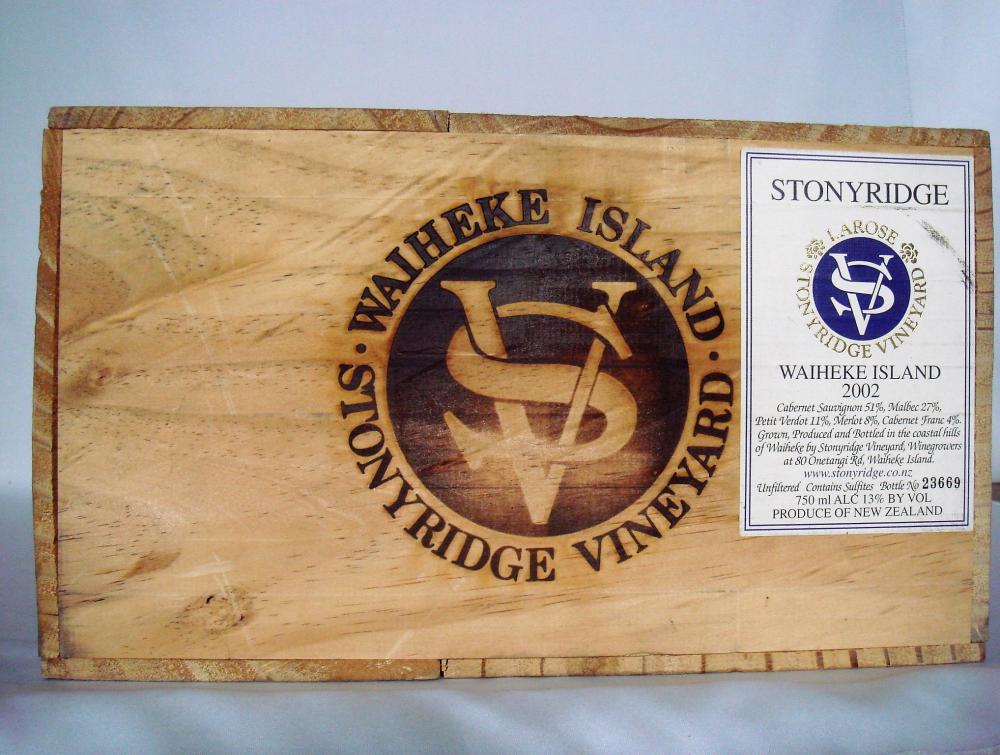 WAIHEKE ISLAND
· STONYRIDGE VINEYARD ·
SV
STONYRIDGE
LAROSE
STONYRIDGE VINEYARD
SV
WAIHEKE ISLAND
2002
Cabernet Sauvignon 51%, Malbec 27%,
Petit Verdot 11%, Merlot 8%, Cabernet Franc 4%.
Grown, Produced and Bottled in the coastal hills
of Waiheke by Stonyridge Vineyard, Winegrowers
at 80 Onetangi Rd, Waiheke Island.
www.stonyridge.co.nz
Unfiltered Contains Sulfites Bottle No 23669
750 ml ALC 13% BY VOL
PRODUCE OF NEW ZEALAND